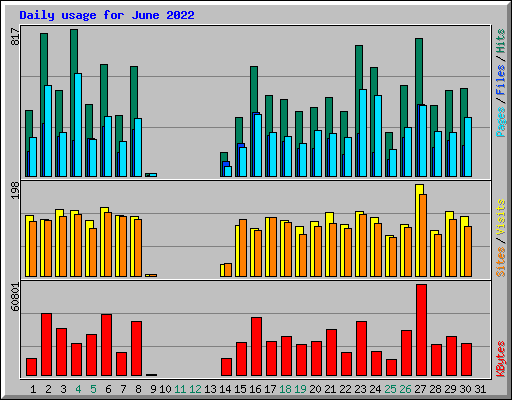 Daily usage for June 2022
817
Pages / Files / Hits
198
Sites / Visits
60801
KBytes
1 2 3 4 5 6 7 8 9 10 11 12 13 14 15 16 17 18 19 20 21 22 23 24 25 26 27 28 29 30 31